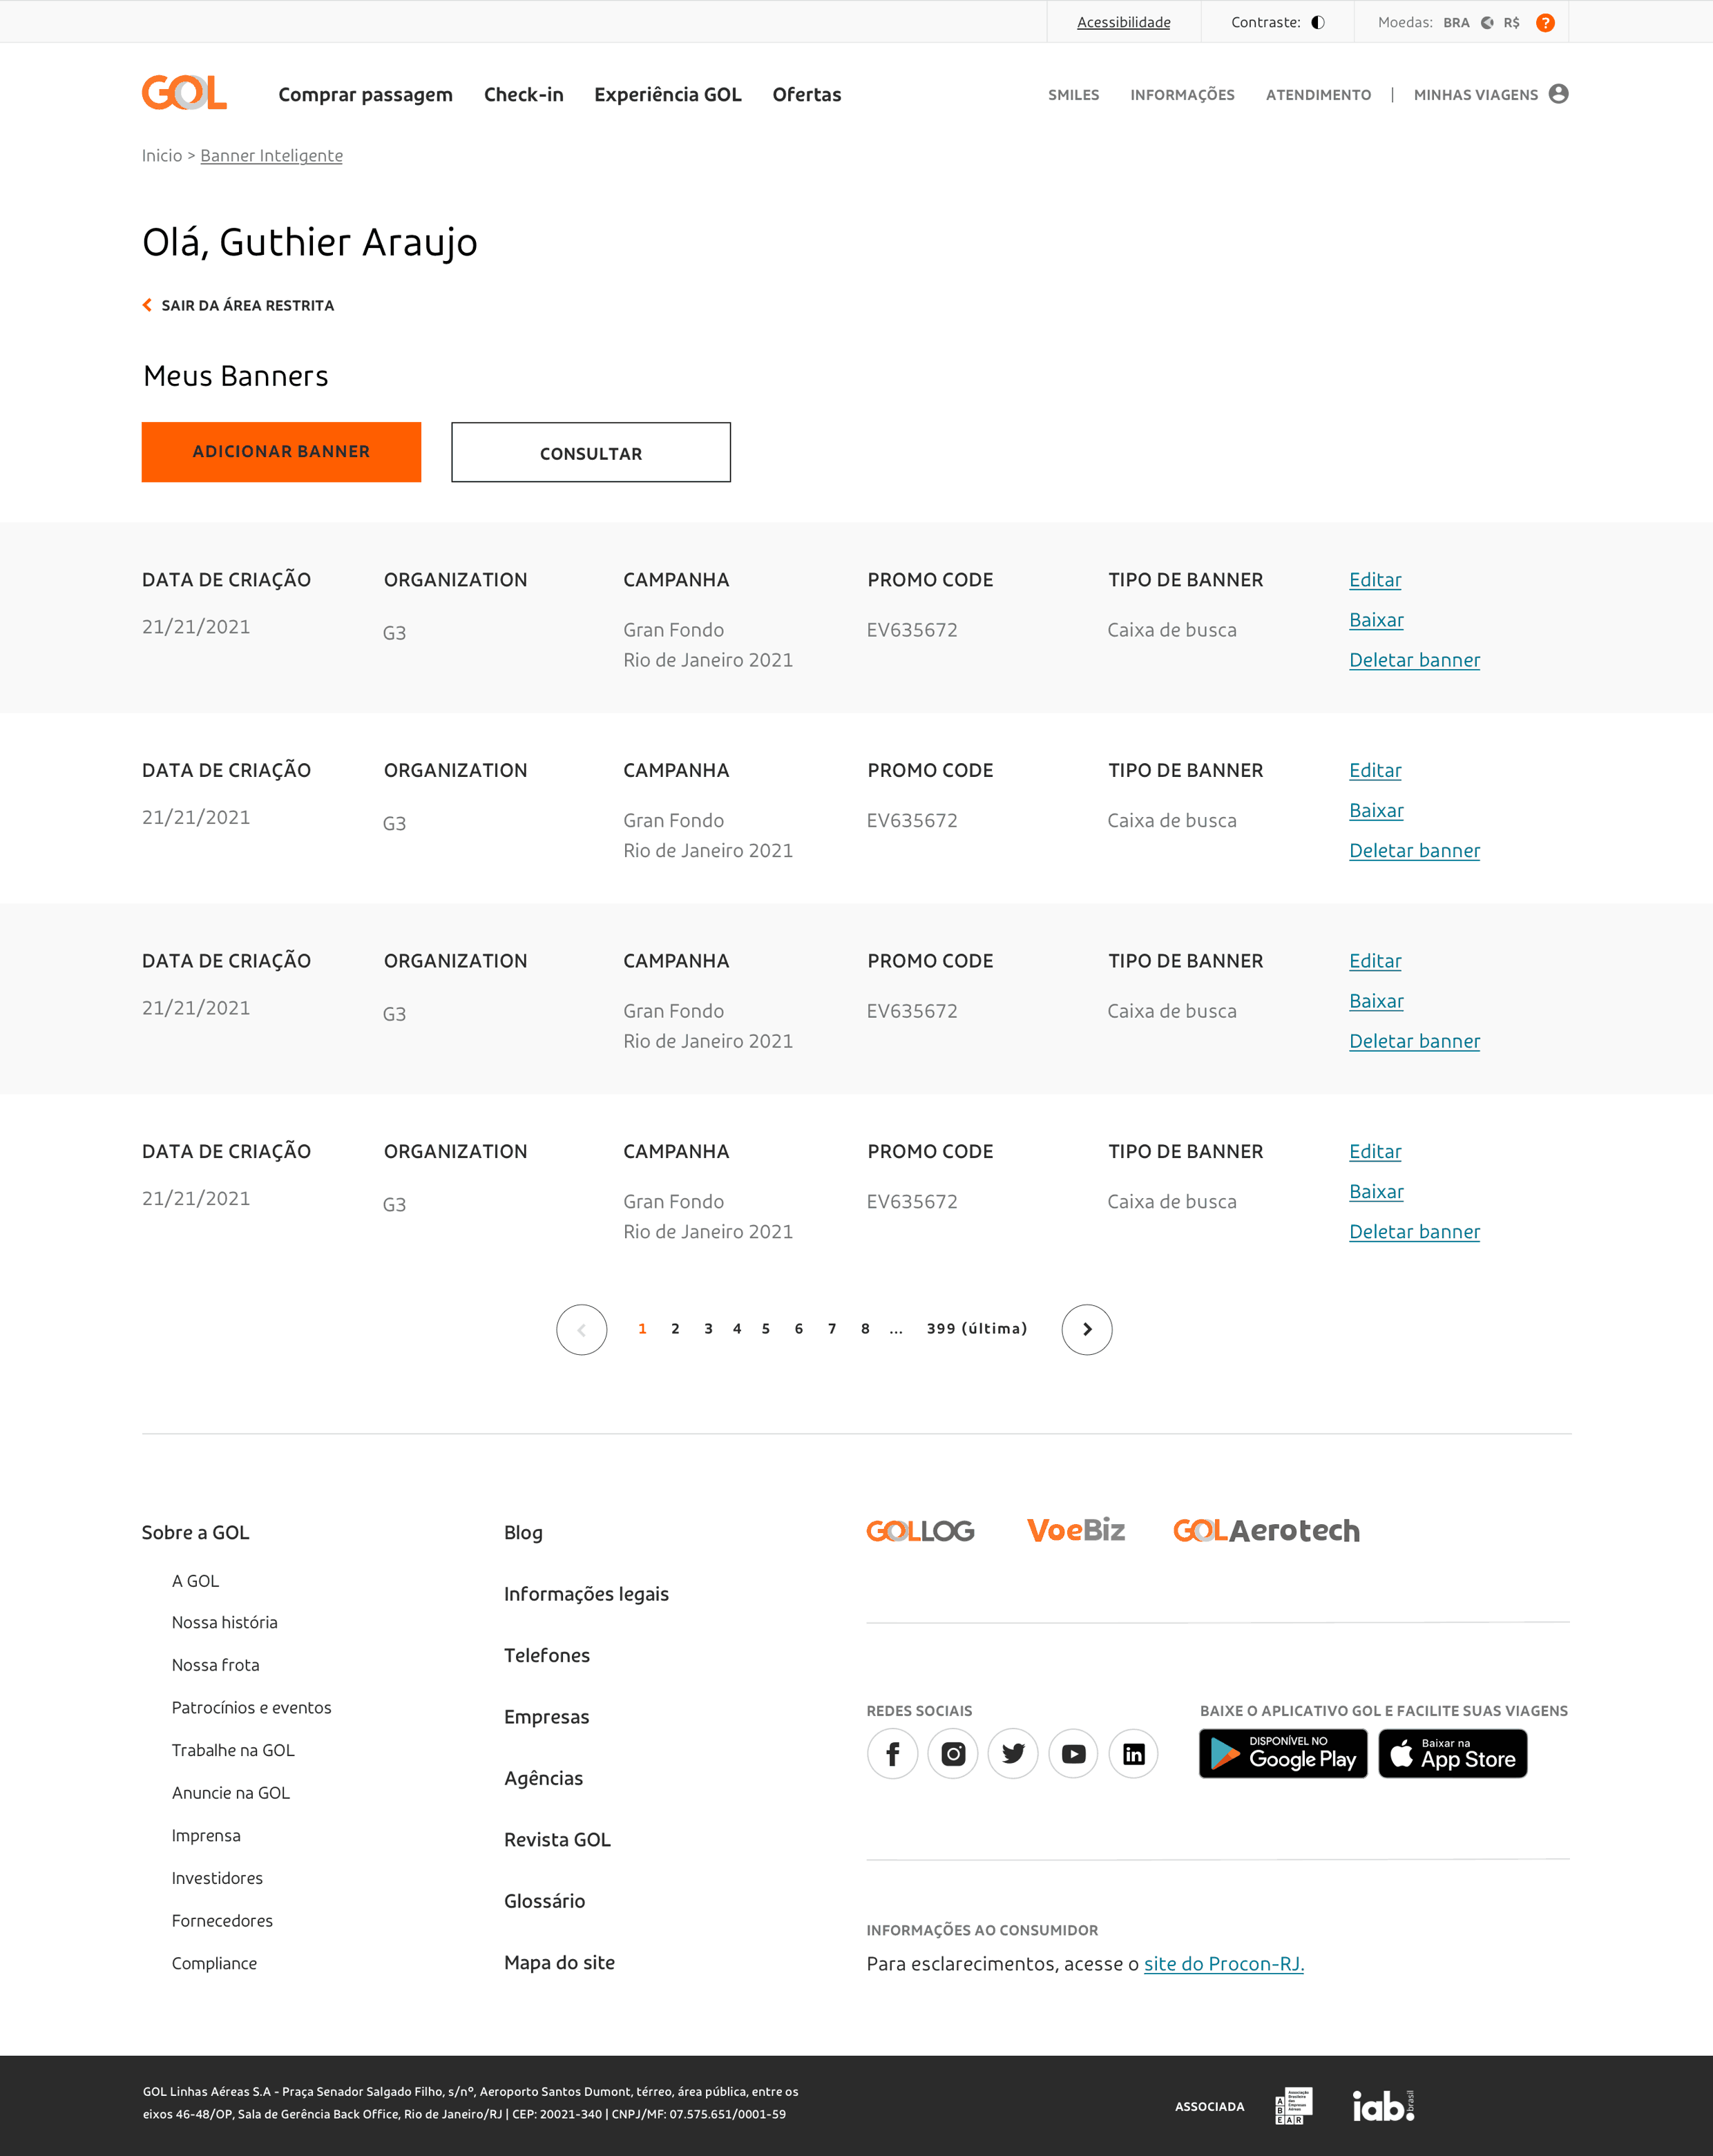 Acessibilidade Contraste: Moedas: BRA R$ ?
GOL Comprar passagem Check-in Experiência GOL Ofertas SMILES INFORMAÇÕES ATENDIMENTO | MINHAS VIAGENS
Inicio > Banner Inteligente
Olá, Guthier Araujo
SAIR DA ÁREA RESTRITA
Meus Banners
ADICIONAR BANNER CONSULTAR
DATA DE CRIAÇÃO ORGANIZATION CAMPANHA PROMO CODE TIPO DE BANNER Editar
21/21/2021 G3 Gran Fondo EV635672 Caixa de busca Baixar
Rio de Janeiro 2021 Deletar banner
DATA DE CRIAÇÃO ORGANIZATION CAMPANHA PROMO CODE TIPO DE BANNER Editar
21/21/2021 G3 Gran Fondo EV635672 Caixa de busca Baixar
Rio de Janeiro 2021 Deletar banner
DATA DE CRIAÇÃO ORGANIZATION CAMPANHA PROMO CODE TIPO DE BANNER Editar
21/21/2021 G3 Gran Fondo EV635672 Caixa de busca Baixar
Rio de Janeiro 2021 Deletar banner
DATA DE CRIAÇÃO ORGANIZATION CAMPANHA PROMO CODE TIPO DE BANNER Editar
21/21/2021 G3 Gran Fondo EV635672 Caixa de busca Baixar
Rio de Janeiro 2021 Deletar banner
1 2 3 4 5 6 7 8 ... 399 (última)
Sobre a GOL
A GOL
Nossa história
Nossa frota
Patrocínios e eventos
Trabalhe na GOL
Anuncie na GOL
Imprensa
Investidores
Fornecedores
Compliance
Blog
Informações legais
Telefones
Empresas
Agências
Revista GOL
Glossário
Mapa do site
GOLLOG VoeBiz GOLAerotech
REDES SOCIAIS
BAIXE O APLICATIVO GOL E FACILITE SUAS VIAGENS
DISPONÍVEL NO
Google Play
Baixar na
App Store
INFORMAÇÕES AO CONSUMIDOR
Para esclarecimentos, acesse o site do Procon-RJ.
GOL Linhas Aéreas S.A - Praça Senador Salgado Filho, s/nº, Aeroporto Santos Dumont, térreo, área pública, entre os
eixos 46-48/OP, Sala de Gerência Back Office, Rio de Janeiro/RJ | CEP: 20021-340 | CNPJ/MF: 07.575.651/0001-59
ASSOCIADA
ABEAR
iab.brasil